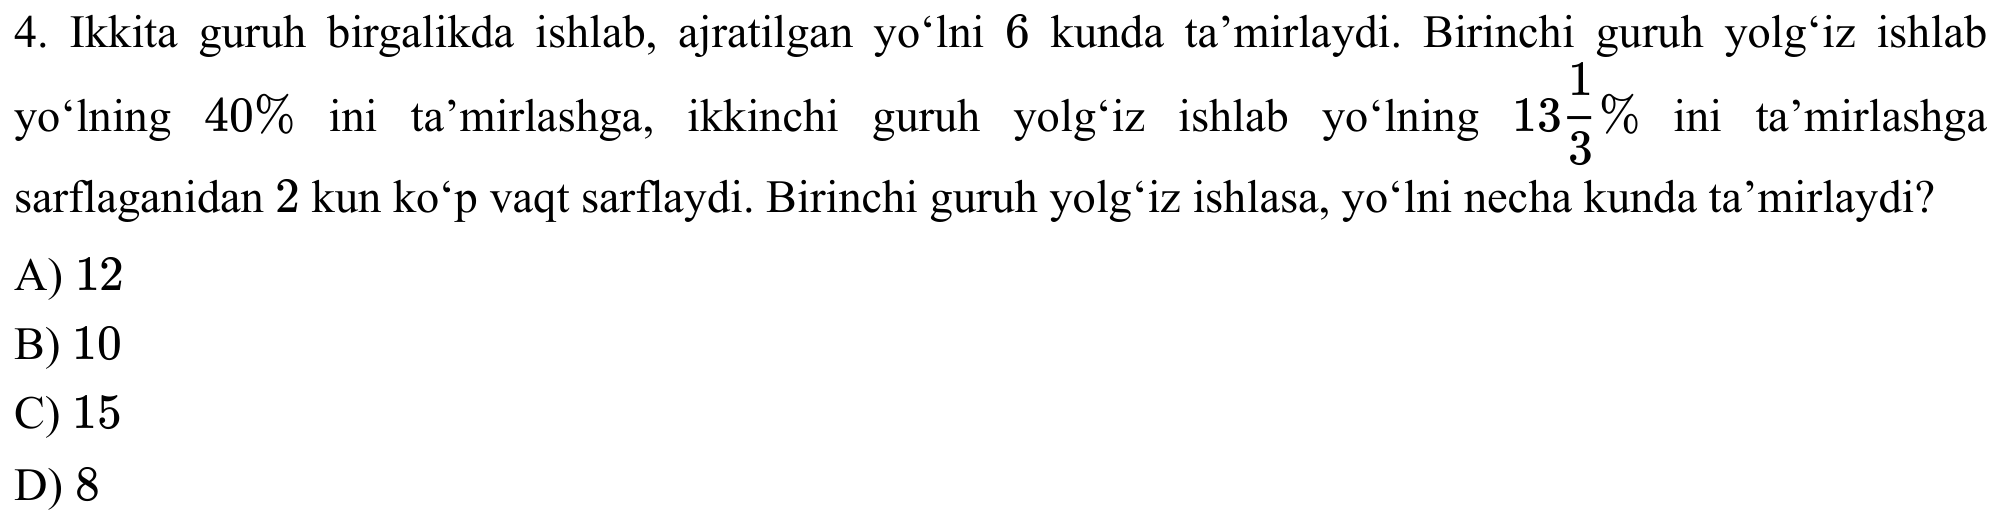 4. Ikkita guruh birgalikda ishlab, ajratilgan yo‘lni 6 kunda ta’mirlaydi. Birinchi guruh yolg‘iz ishlab
yo‘lning 40% ini ta’mirlashga, ikkinchi guruh yolg‘iz ishlab yo‘lning 13 1/3 % ini ta’mirlashga
sarflaganidan 2 kun ko‘p vaqt sarflaydi. Birinchi guruh yolg‘iz ishlasa, yo‘lni necha kunda ta’mirlaydi?
A) 12
B) 10
C) 15
D) 8